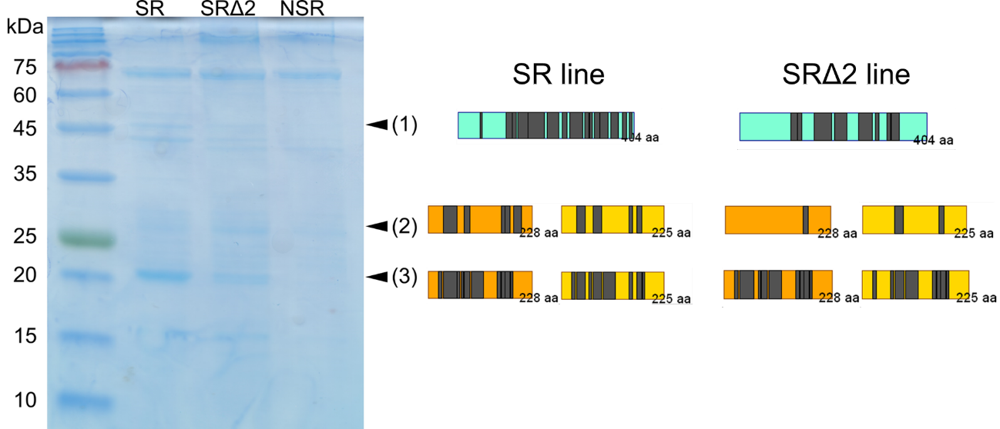 SR SRΔ2 NSR
kDa
75
60
45
35
25
20
15
10
(1)
(2)
(3)
SR line
SRΔ2 line
404 aa
404 aa
228 aa
225 aa
228 aa
225 aa
228 aa
225 aa
228 aa
225 aa